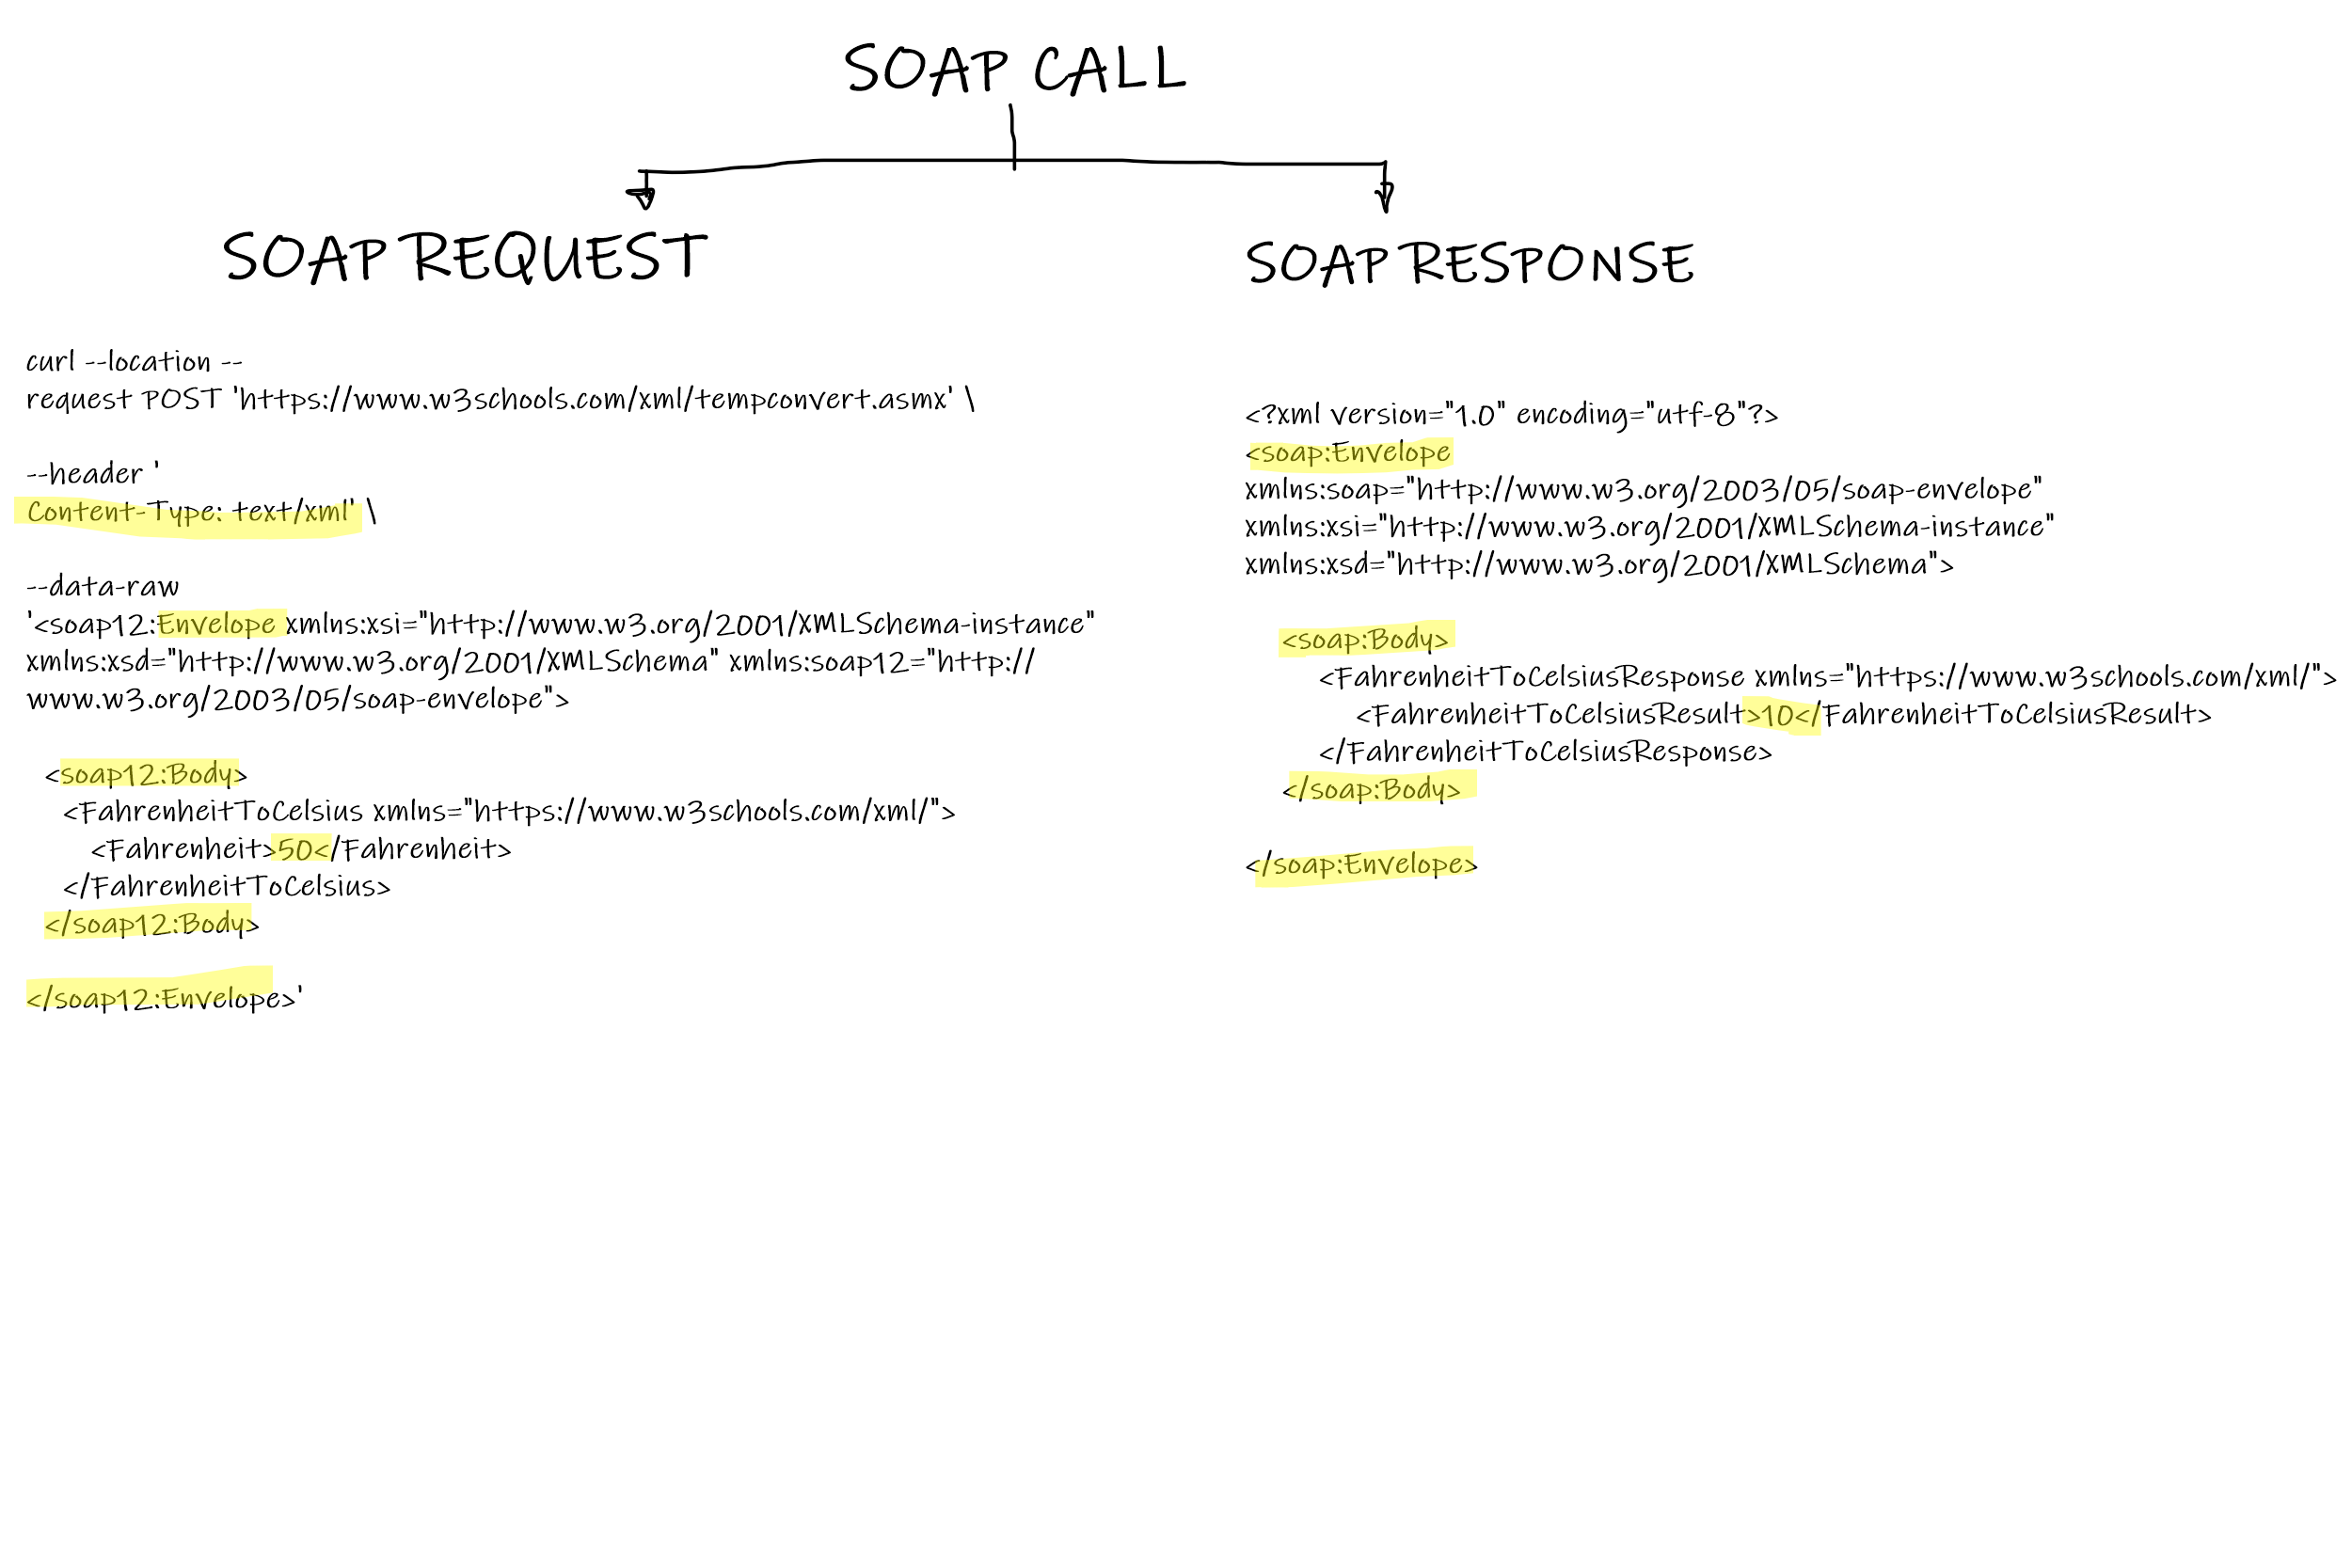 SOAP CALL
SOAP REQUEST
curl --location --
request POST 'https://www.w3schools.com/xml/tempconvert.asmx' \
--header '
Content-Type: text/xml' \
--data-raw
'<soap12:Envelope xmlns:xsi="http://www.w3.org/2001/XMLSchema-instance"
xmlns:xsd="http://www.w3.org/2001/XMLSchema" xmlns:soap12="http://
www.w3.org/2003/05/soap-envelope">
<soap12:Body>
<FahrenheitToCelsius xmlns="https://www.w3schools.com/xml/">
<Fahrenheit>50</Fahrenheit>
</FahrenheitToCelsius>
</soap12:Body>
</soap12:Envelope>'
SOAP RESPONSE
<?xml version="1.0" encoding="utf-8"?>
<soap:Envelope
xmlns:soap="http://www.w3.org/2003/05/soap-envelope"
xmlns:xsi="http://www.w3.org/2001/XMLSchema-instance"
xmlns:xsd="http://www.w3.org/2001/XMLSchema">
<soap:Body>
<FahrenheitToCelsiusResponse xmlns="https://www.w3schools.com/xml/">
<FahrenheitToCelsiusResult>10</FahrenheitToCelsiusResult>
</FahrenheitToCelsiusResponse>
</soap:Body>
</soap:Envelope>